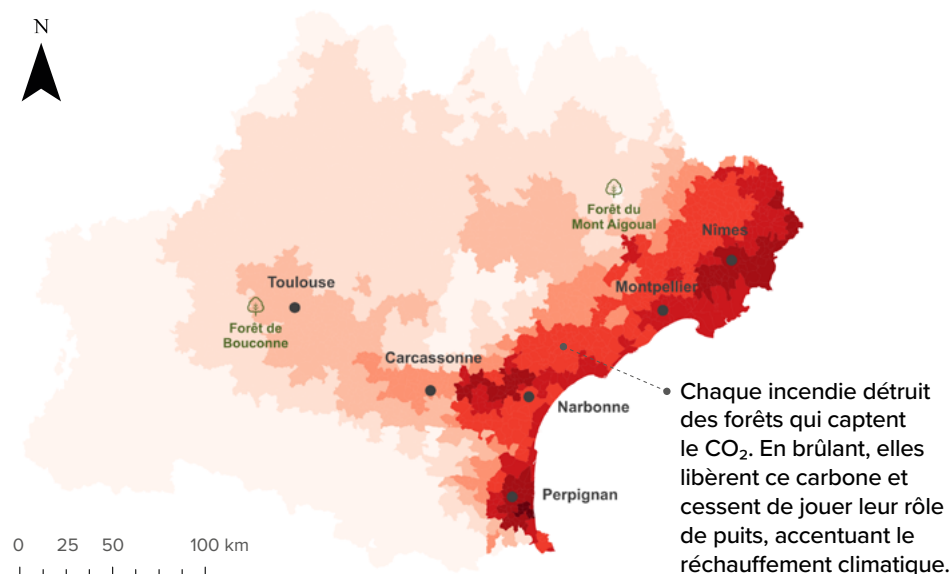 N
Forêt du
Mont Aigoual
Nîmes
Toulouse
Montpellier
Forêt de
Bouconne
Carcassonne
Narbonne
Chaque incendie détruit
des forêts qui captent
le CO₂. En brûlant, elles
libèrent ce carbone et
cessent de jouer leur rôle
de puits, accentuant le
réchauffement climatique.
Perpignan
0 25 50 100 km